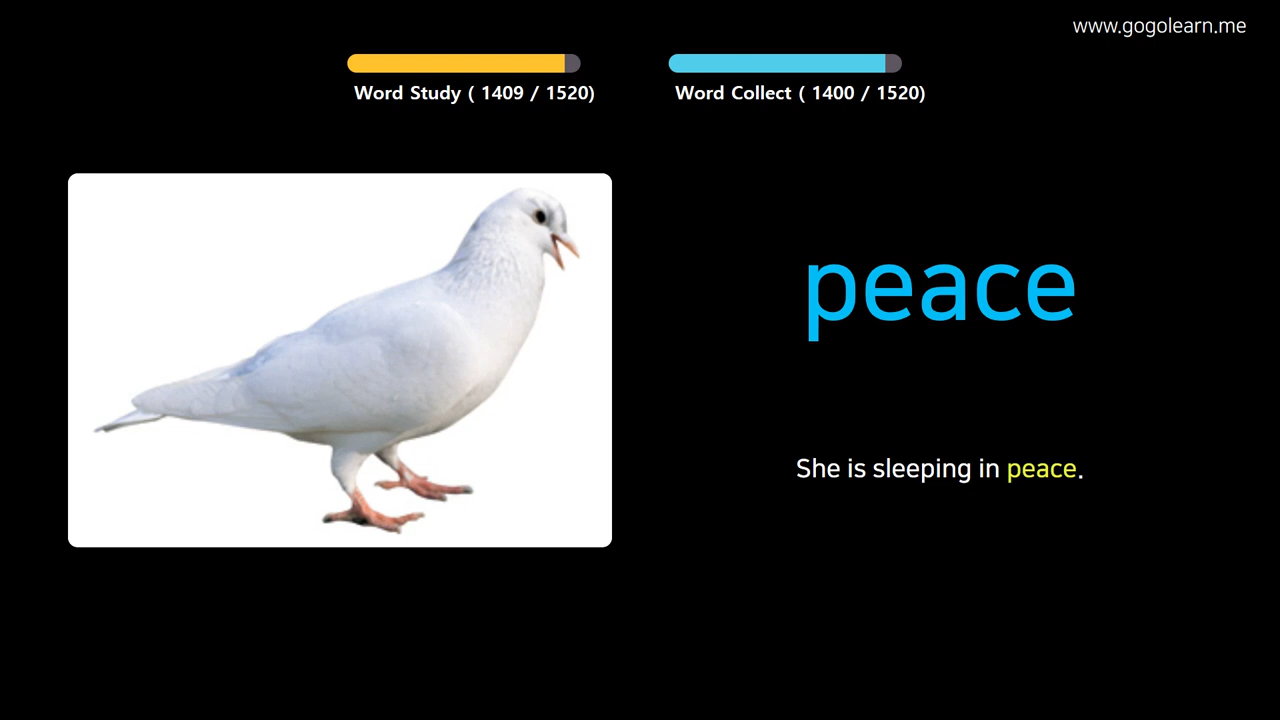 www.gogolearn.me
Word Study ( 1409 / 1520)
Word Collect ( 1400 / 1520)
peace
She is sleeping in peace.